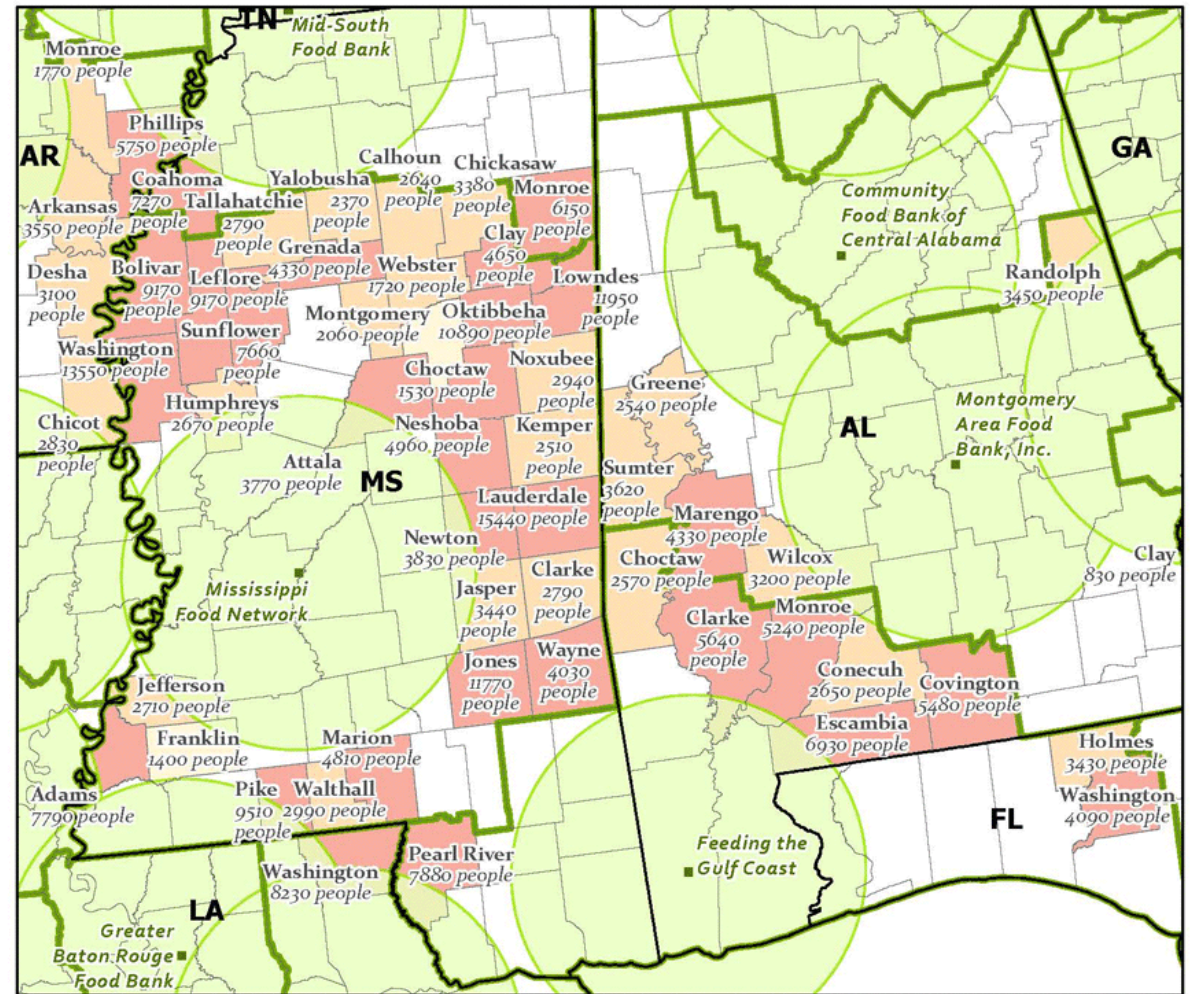 TN
Mid-South
Food Bank
Monroe
1770 people
Phillips
5750 people
AR
GA
Calhoun
2640
people
Chickasaw
3380
people
Coahoma
7270
people
Yalobusha
2370
people
Monroe
6150
people
Arkansas
3550 people
Tallahatchie
2790
people
Community
Food Bank of
Central Alabama
Clay
4650
people
Grenada
4330 people
Desha
3100
people
Bolivar
9170
people
Leflore
9170 people
Webster
1720 people
Lowndes
11950
people
Randolph
3450 people
Montgomery
2060 people
Oktibbeha
10890 people
Sunflower
7660
people
Washington
13550 people
Choctaw
1530 people
Noxubee
2940
people
Greene
2540 people
Humphreys
2670 people
Montgomery
Area Food
Bank, Inc.
Chicot
2830
people
Neshoba
4960 people
Kemper
2510
people
AL
Attala
3770 people
MS
Sumter
3620
people
Lauderdale
15440 people
Marengo
4330 people
Newton
3830 people
Choctaw
2570 people
Wilcox
3200 people
Clay
830 people
Clarke
2790
people
Mississippi
Food Network
Jasper
3440
people
Clarke
5640
people
Monroe
5240 people
Jones
11770
people
Wayne
4030
people
Conecuh
2650 people
Covington
5480 people
Jefferson
2710 people
Escambia
6930 people
Franklin
1400 people
Marion
4810 people
Holmes
3430 people
Adams
7790 people
Pike
9510
people
Walthall
2990 people
Washington
4090 people
FL
Feeding the
Gulf Coast
Pearl River
7880 people
Washington
8230 people
LA
Greater
Baton Rouge
Food Bank